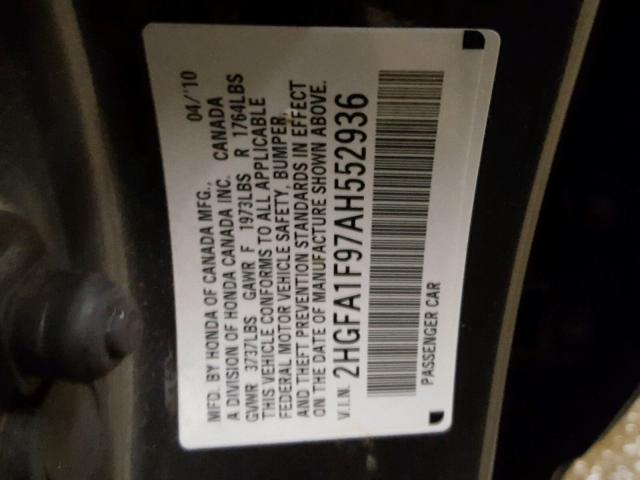 MFD. BY HONDA OF CANADA MFG., 04/'10
A DIVISION OF HONDA CANADA INC. CANADA
GVWR 3737LBS GAWR F 1973LBS R 1764LBS
THIS VEHICLE CONFORMS TO ALL APPLICABLE
FEDERAL MOTOR VEHICLE SAFETY, BUMPER,
AND THEFT PREVENTION STANDARDS IN EFFECT
ON THE DATE OF MANUFACTURE SHOWN ABOVE.
V.I.N. 2HGFA1F97AH552936
PASSENGER CAR